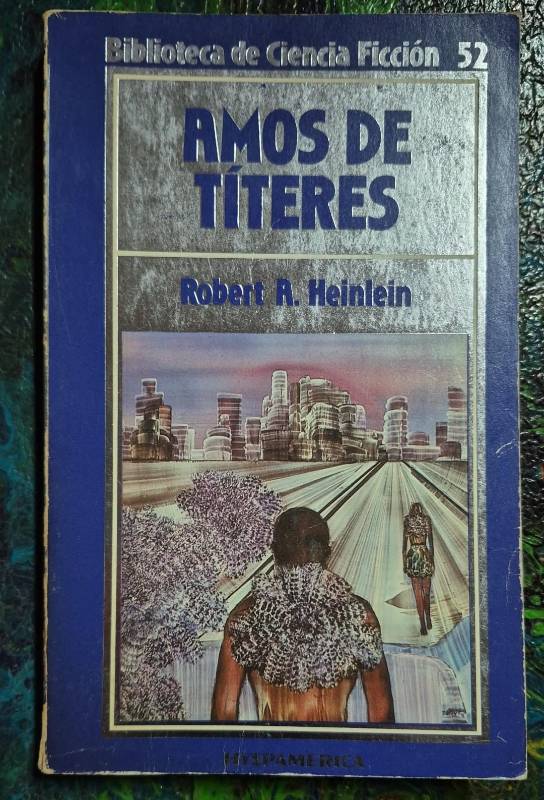 Biblioteca de Ciencia Ficción 52
AMOS DE
TÍTERES
Robert A. Heinlein
HYSPAMERICA